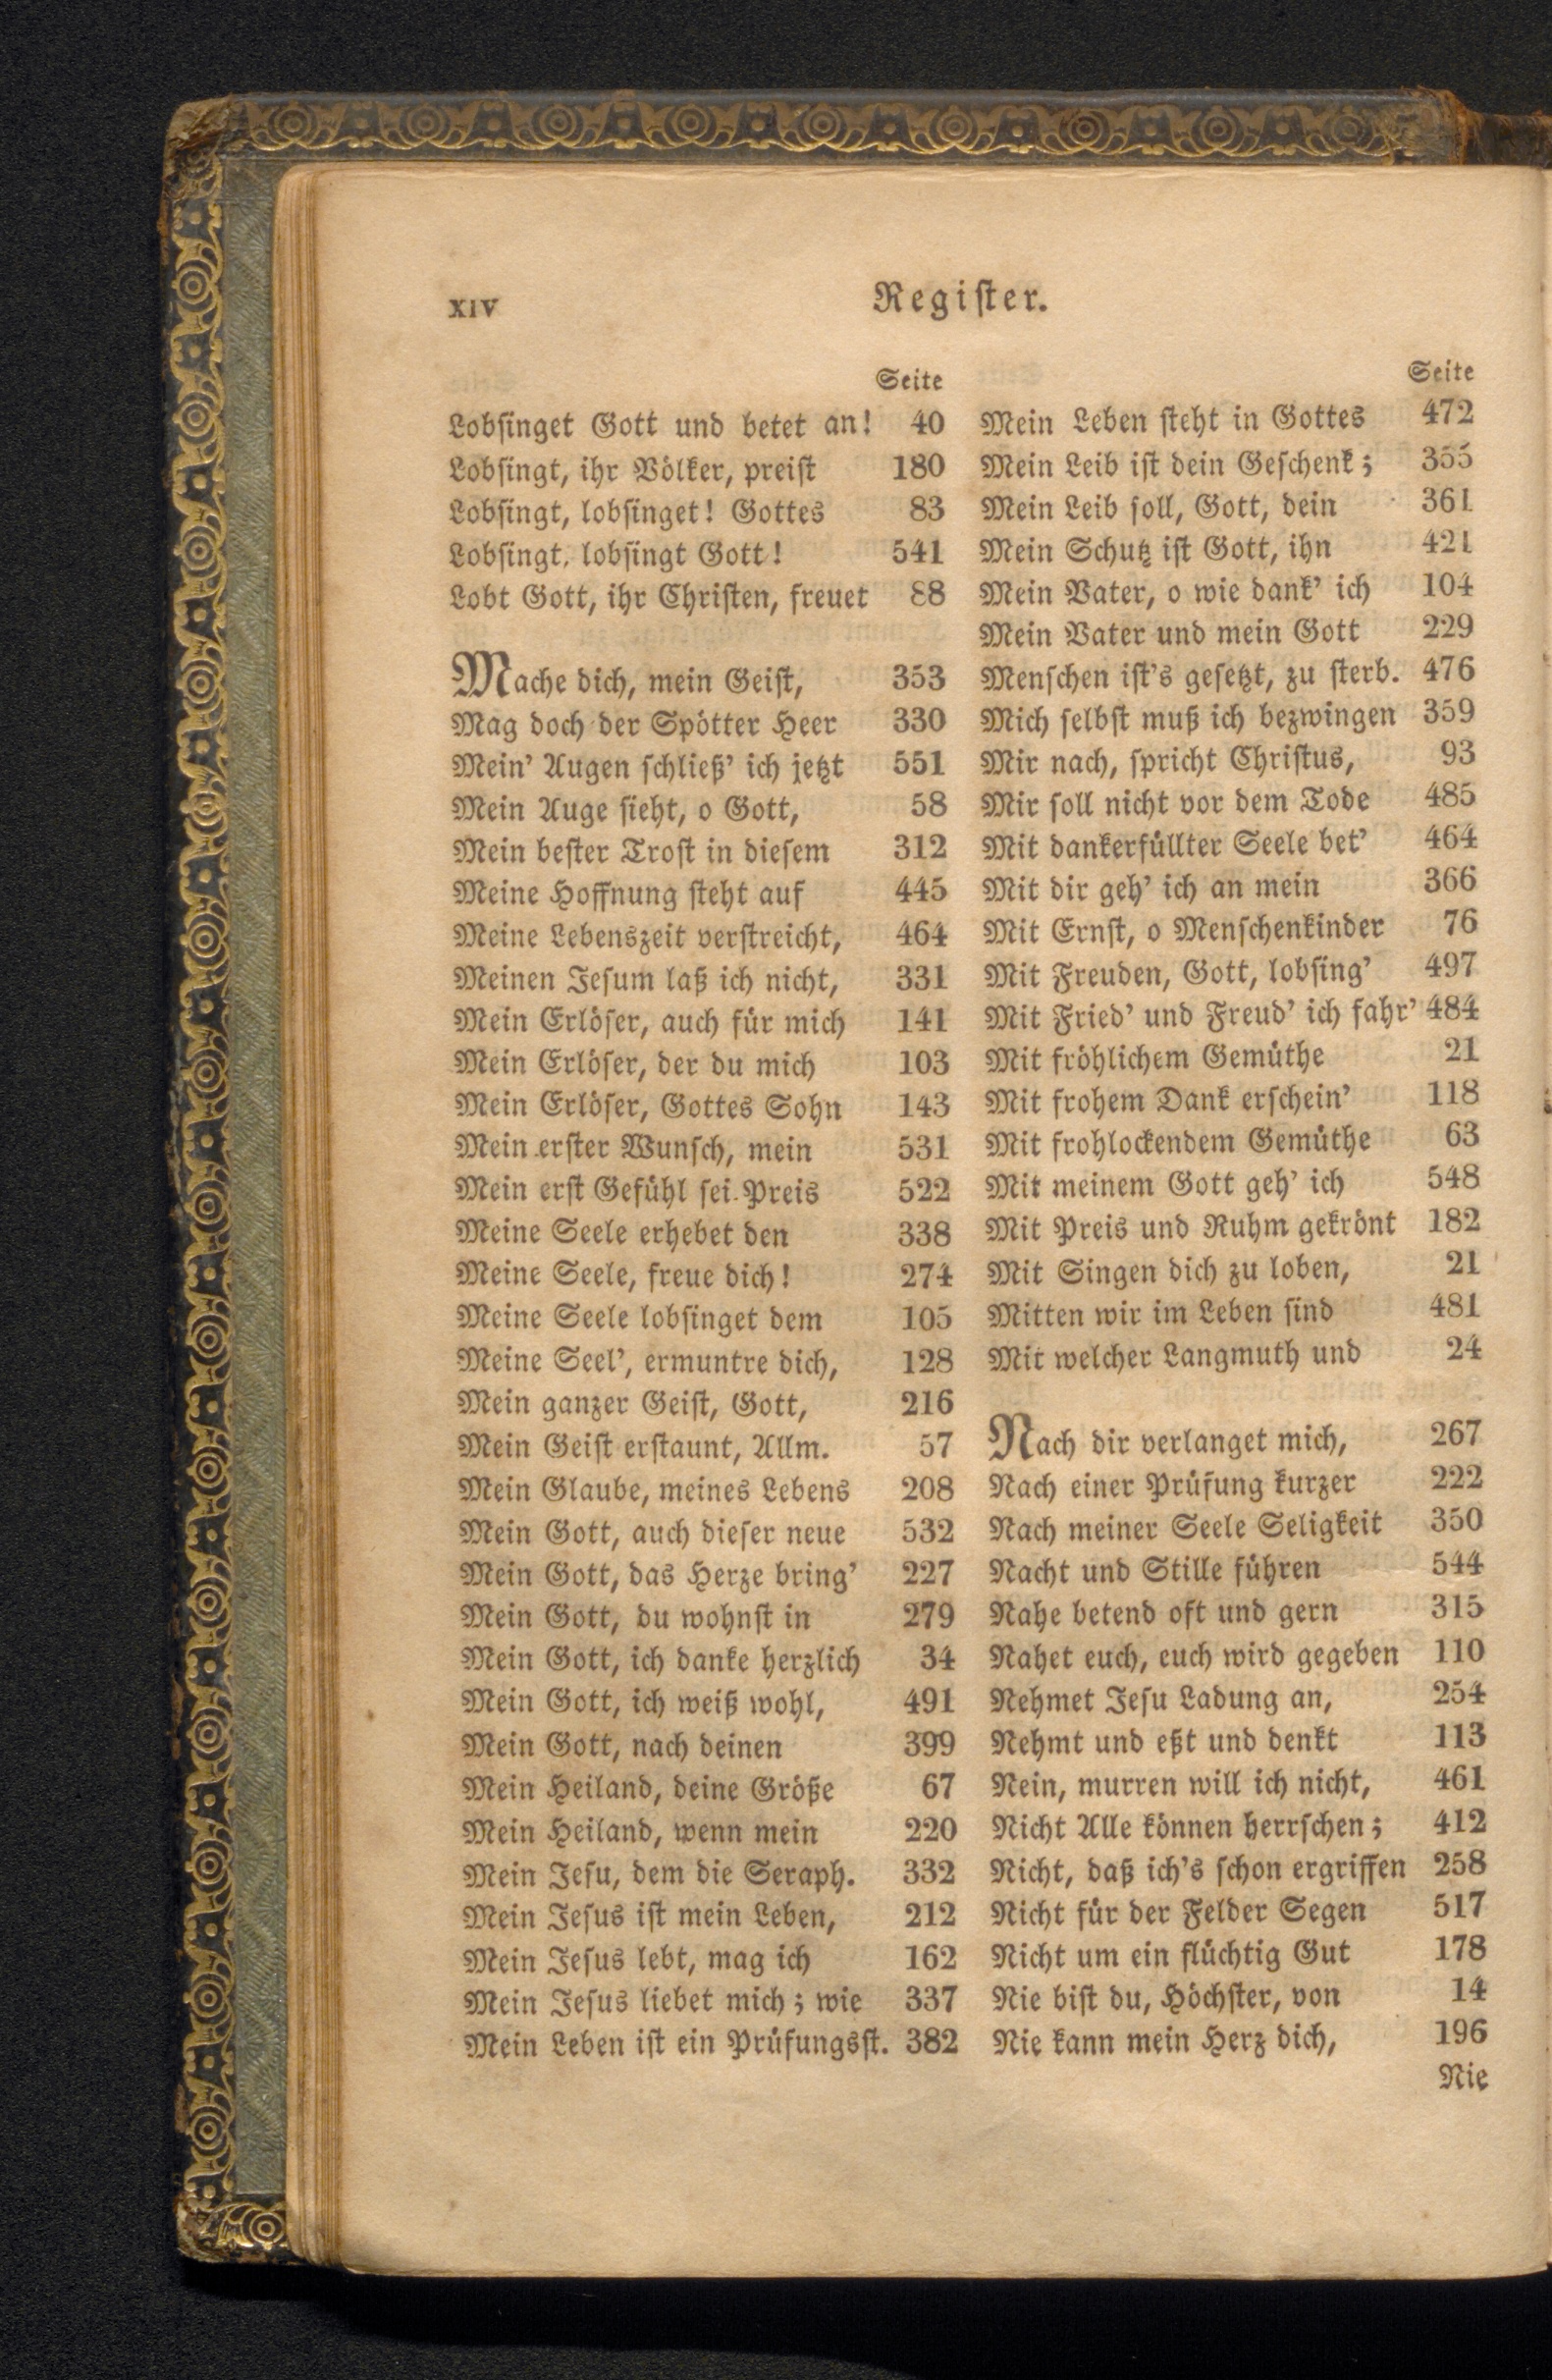 XIV
Regiſter.
Seite
Lobſinget Gott und betet an! 40
Lobſingt, ihr Völker, preiſt 180
Lobſingt, lobſinget! Gottes 83
Lobſingt, lobſingt Gott! 541
Lobt Gott, ihr Chriſten, freuet 88
Mache dich, mein Geiſt, 353
Mag doch der Spötter Heer 330
Mein’ Augen ſchließ’ ich jetzt 551
Mein Auge ſieht, o Gott, 58
Mein beſter Troſt in dieſem 312
Meine Hoffnung ſteht auf 445
Meine Lebenszeit verſtreicht, 464
Meinen Jeſum laß ich nicht, 331
Mein Erlöſer, auch für mich 141
Mein Erlöſer, der du mich 103
Mein Erlöſer, Gottes Sohn 143
Mein erſter Wunſch, mein 531
Mein erſt Gefühl ſei Preis 522
Meine Seele erhebet den 338
Meine Seele, freue dich! 274
Meine Seele lobſinget dem 105
Meine Seel’, ermuntre dich, 128
Mein ganzer Geiſt, Gott, 216
Mein Geiſt erſtaunt, Allm. 57
Mein Glaube, meines Lebens 208
Mein Gott, auch dieſer neue 532
Mein Gott, das Herze bring’ 227
Mein Gott, du wohnſt in 279
Mein Gott, ich danke herzlich 34
Mein Gott, ich weiß wohl, 491
Mein Gott, nach deinen 399
Mein Heiland, deine Größe 67
Mein Heiland, wenn mein 220
Mein Jeſu, dem die Seraph. 332
Mein Jeſus iſt mein Leben, 212
Mein Jeſus lebt, mag ich 162
Mein Jeſus liebet mich; wie 337
Mein Leben iſt ein Prüfungsſt. 382
Seite
Mein Leben ſteht in Gottes 472
Mein Leib iſt dein Geſchenk; 355
Mein Leib ſoll, Gott, dein 361
Mein Schutz iſt Gott, ihn 421
Mein Vater, o wie dank’ ich 104
Mein Vater und mein Gott 229
Menſchen iſt’s geſetzt, zu ſterb. 476
Mich ſelbſt muß ich bezwingen 359
Mir nach, ſpricht Chriſtus, 93
Mir ſoll nicht vor dem Tode 485
Mit dankerfüllter Seele bet’ 464
Mit dir geh’ ich an mein 366
Mit Ernſt, o Menſchenkinder 76
Mit Freuden, Gott, lobſing’ 497
Mit Fried’ und Freud’ ich fahr’ 484
Mit fröhlichem Gemüthe 21
Mit frohem Dank erſchein’ 118
Mit frohlockendem Gemüthe 63
Mit meinem Gott geh’ ich 548
Mit Preis und Ruhm gekrönt 182
Mit Singen dich zu loben, 21
Mitten wir im Leben ſind 481
Mit welcher Langmuth und 24
Nach dir verlanget mich, 267
Nach einer Prüfung kurzer 222
Nach meiner Seele Seligkeit 350
Nacht und Stille führen 544
Nahe betend oft und gern 315
Nahet euch, euch wird gegeben 110
Nehmet Jeſu Ladung an, 254
Nehmt und eßt und denkt 113
Nein, murren will ich nicht, 461
Nicht Alle können herrſchen; 412
Nicht, daß ich’s ſchon ergriffen 258
Nicht für der Felder Segen 517
Nicht um ein flüchtig Gut 178
Nie biſt du, Höchſter, von 14
Nie kann mein Herz dich, 196
Nie